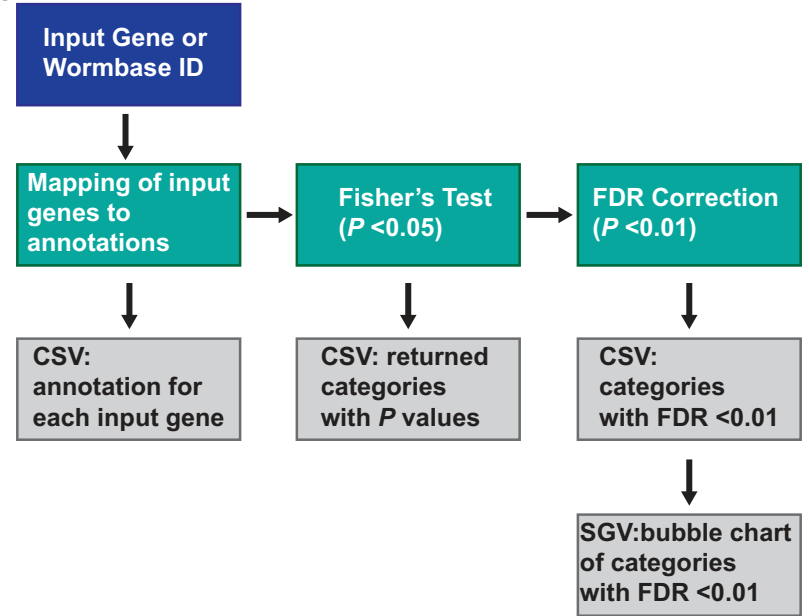 Input Gene or
Wormbase ID
Mapping of input
genes to
annotations
Fisher's Test
(P <0.05)
FDR Correction
(P <0.01)
CSV:
annotation for
each input gene
CSV: returned
categories
with P values
CSV:
categories
with FDR <0.01
SGV:bubble chart
of categories
with FDR <0.01